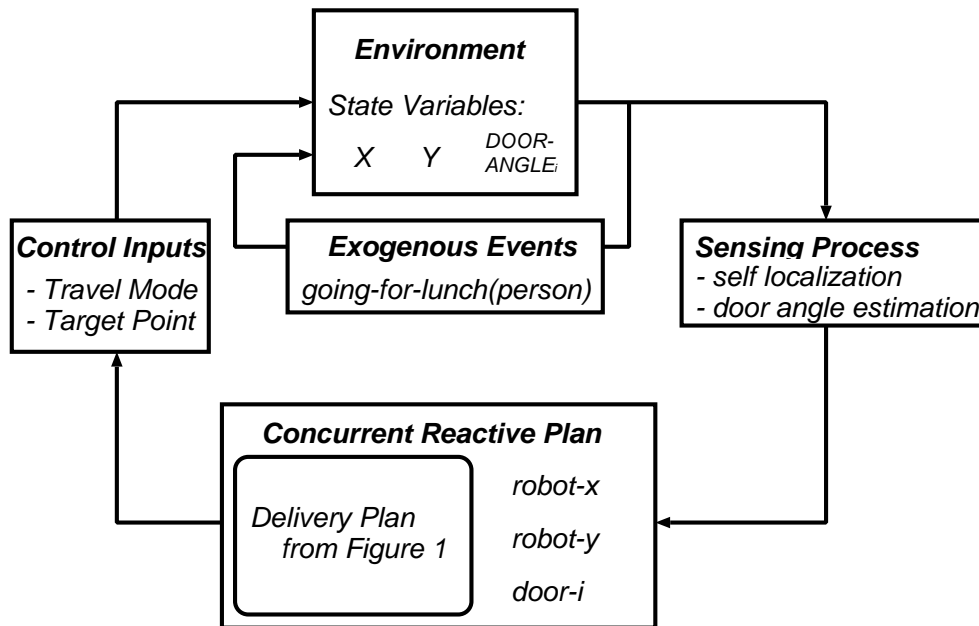 Environment
State Variables:
X Y DOOR-
ANGLEi
Control Inputs
- Travel Mode
- Target Point
Exogenous Events
going-for-lunch(person)
Sensing Process
- self localization
- door angle estimation
Concurrent Reactive Plan
Delivery Plan
from Figure 1
robot-x
robot-y
door-i